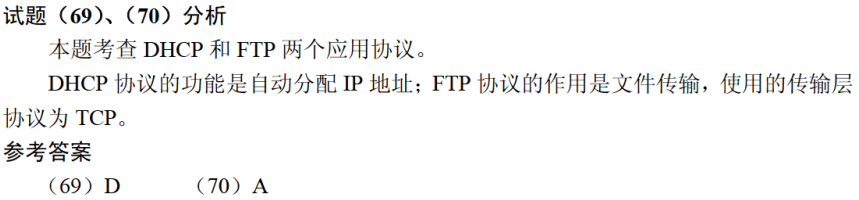 试题（69）、（70）分析
本题考查 DHCP 和 FTP 两个应用协议。
DHCP 协议的功能是自动分配 IP 地址；FTP 协议的作用是文件传输，使用的传输层
协议为 TCP。
参考答案
（69）D （70）A